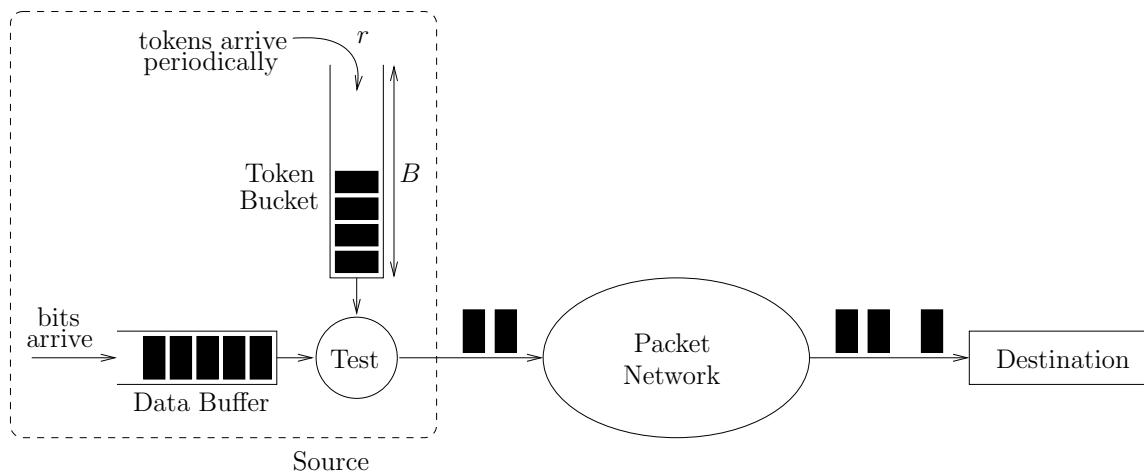 tokens arrive
periodically
r
Token
Bucket
B
bits
arrive
Data Buffer
Test
Packet
Network
Destination
Source